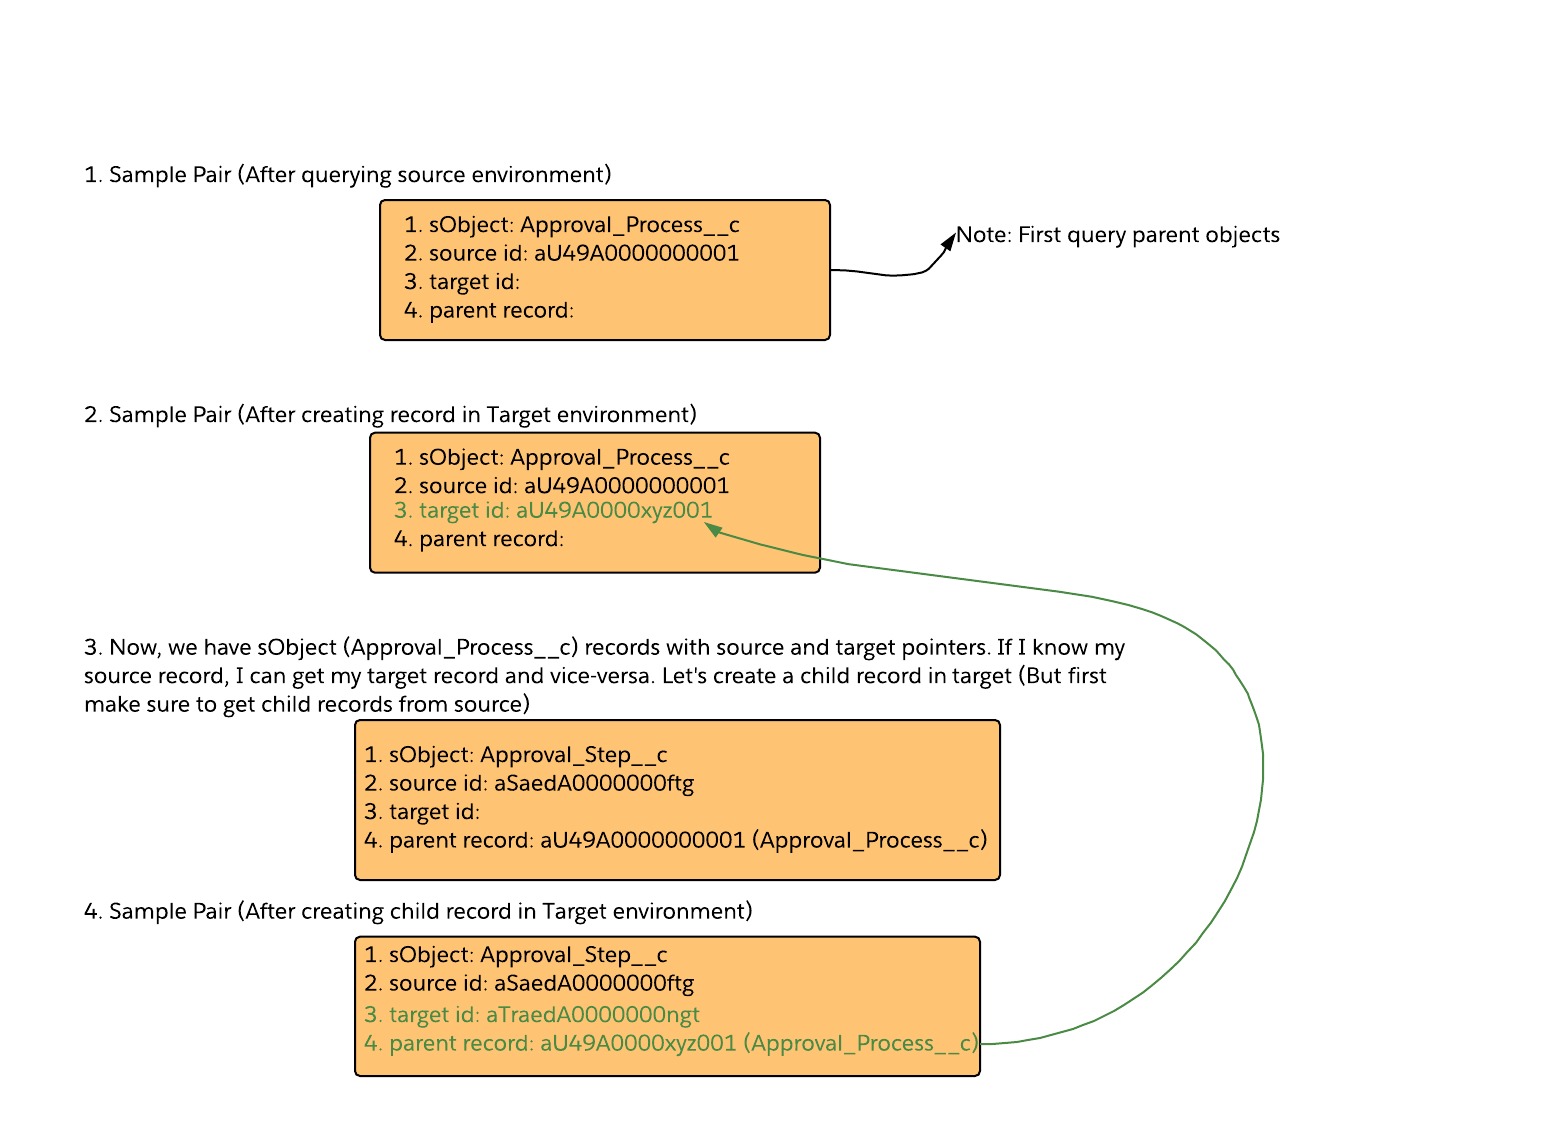 1. Sample Pair (After querying source environment)
1. sObject: Approval_Process__c
2. source id: aU49A0000000001
3. target id:
4. parent record:
Note: First query parent objects
2. Sample Pair (After creating record in Target environment)
1. sObject: Approval_Process__c
2. source id: aU49A0000000001
3. target id: aU49A0000xyz001
4. parent record:
3. Now, we have sObject (Approval_Process__c) records with source and target pointers. If I know my
source record, I can get my target record and vice-versa. Let's create a child record in target (But first
make sure to get child records from source)
1. sObject: Approval_Step__c
2. source id: aSaedA0000000ftg
3. target id:
4. parent record: aU49A0000000001 (Approval_Process__c)
4. Sample Pair (After creating child record in Target environment)
1. sObject: Approval_Step__c
2. source id: aSaedA0000000ftg
3. target id: aTraedA0000000ngt
4. parent record: aU49A0000xyz001 (Approval_Process__c)